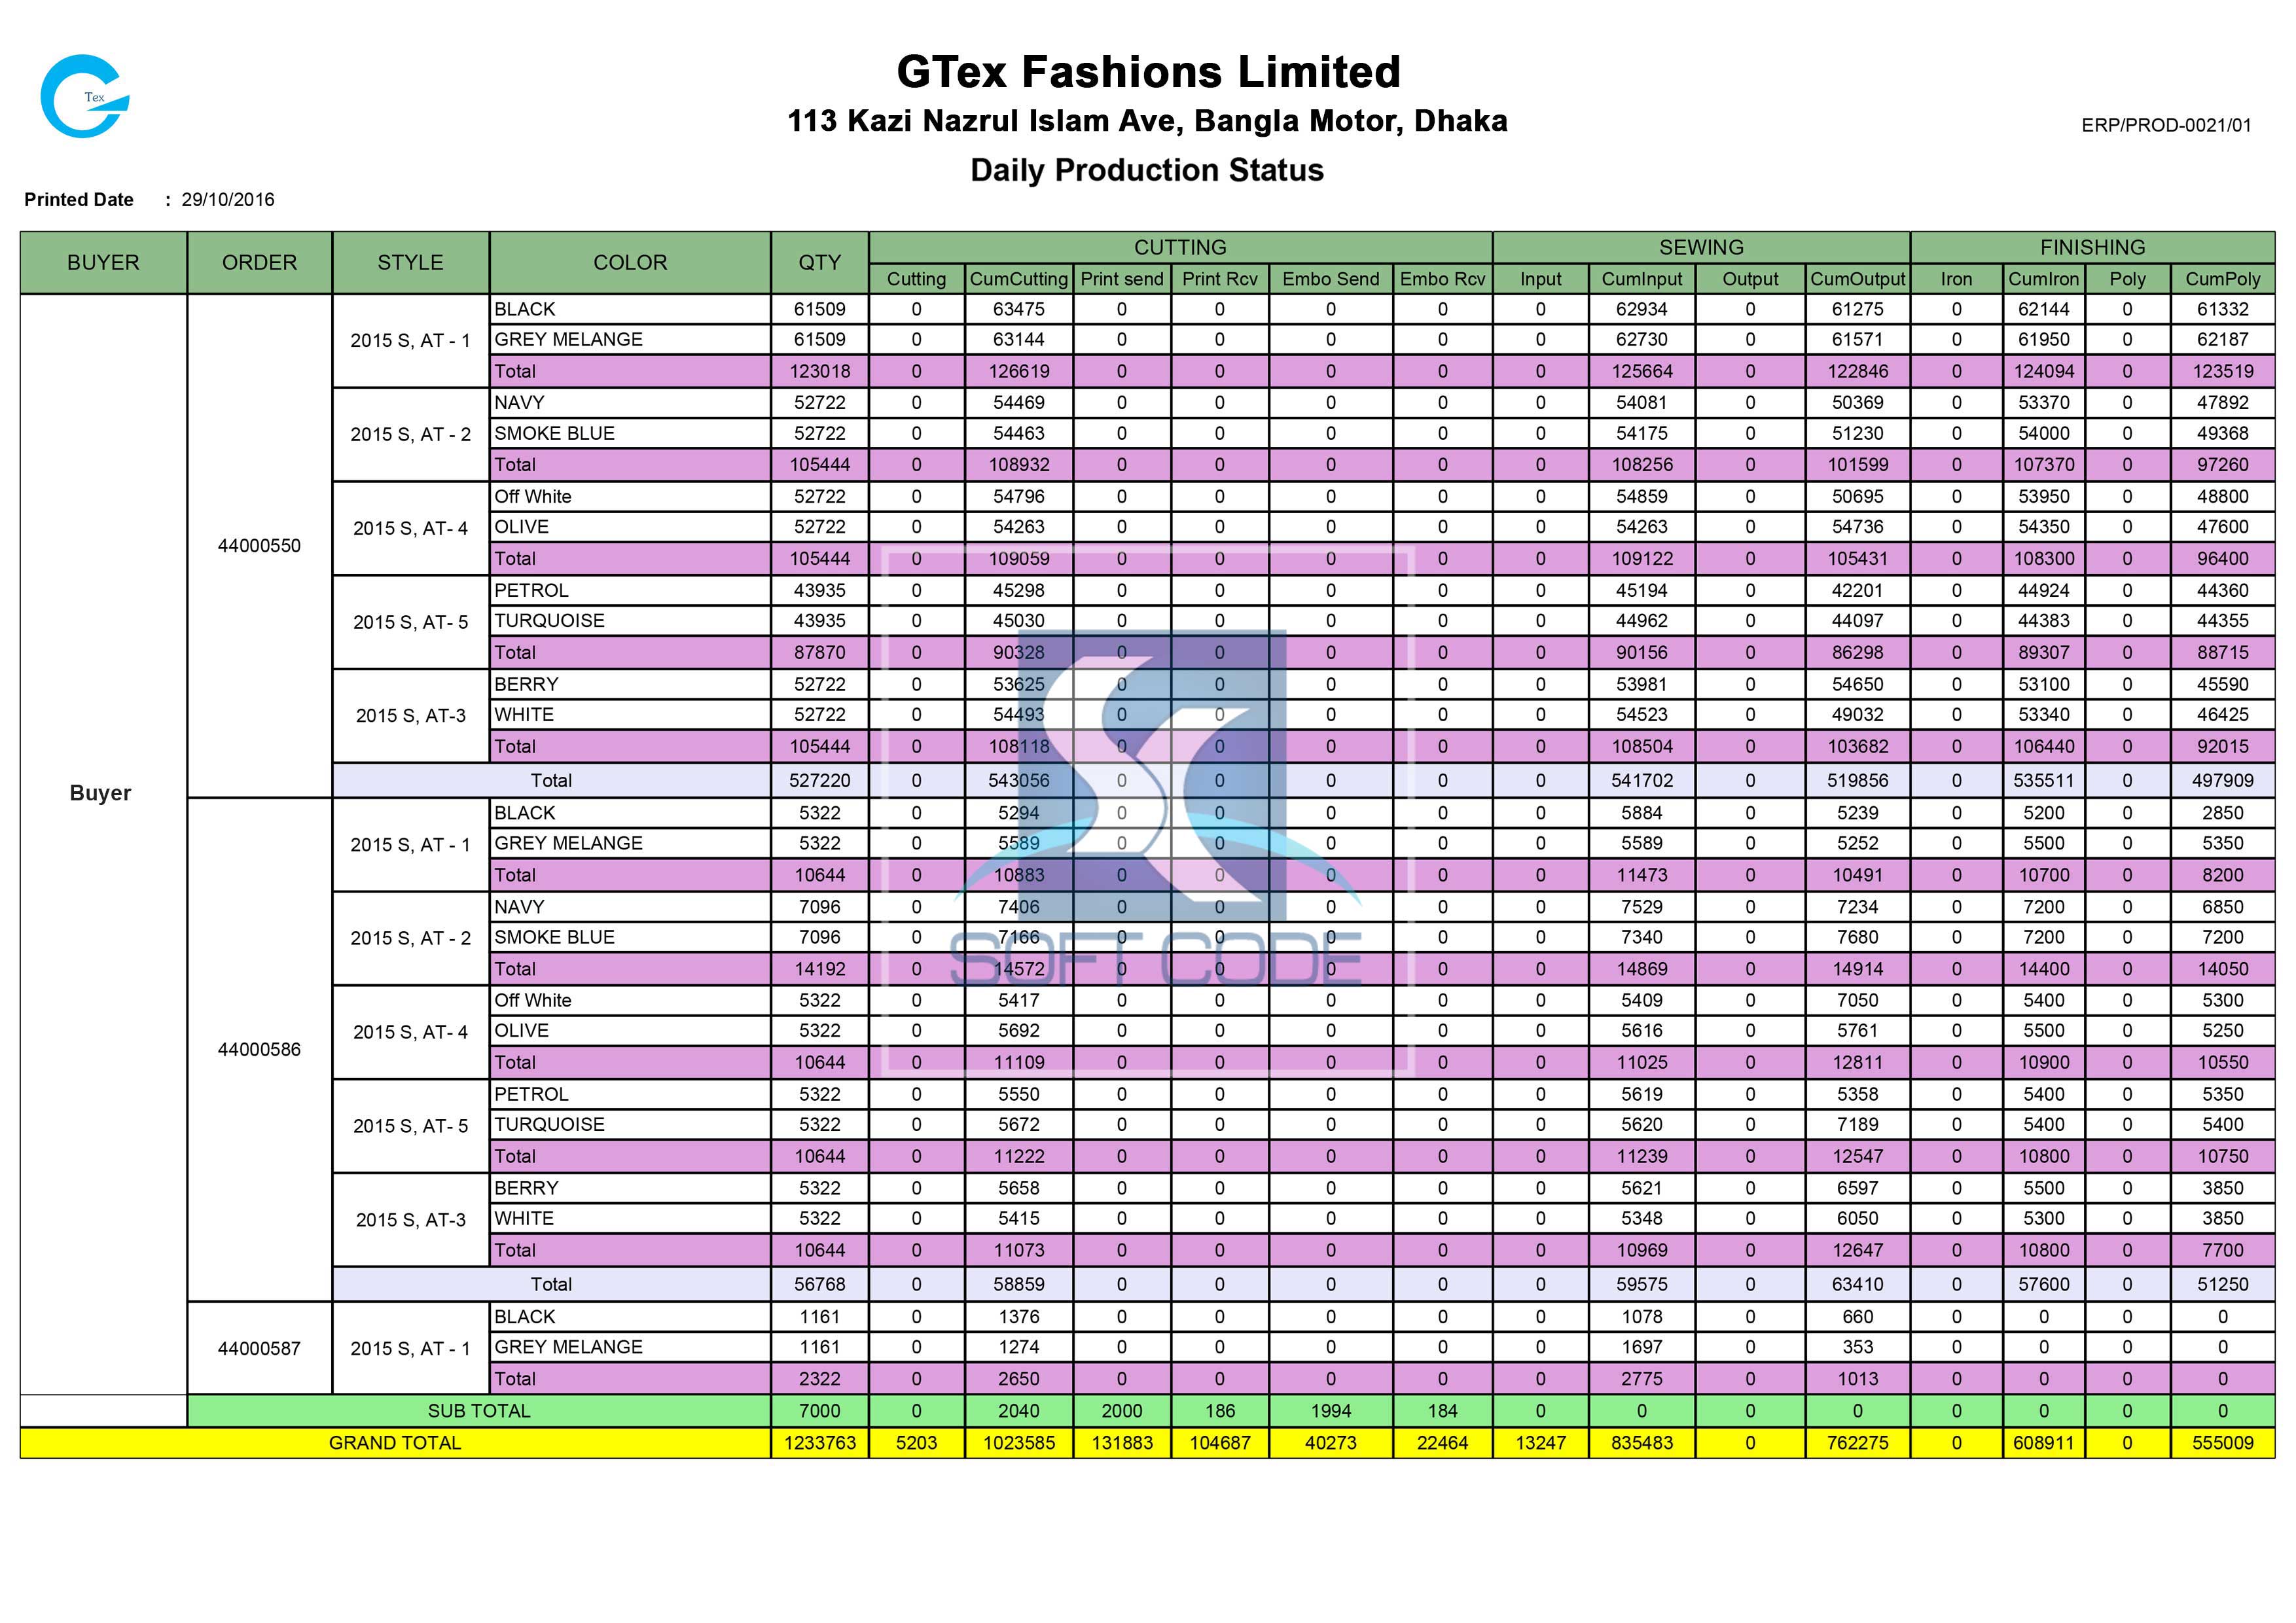 Tex
GTex Fashions Limited
113 Kazi Nazrul Islam Ave, Bangla Motor, Dhaka
ERP/PROD-0021/01
Daily Production Status
Printed Date : 29/10/2016
BUYER ORDER STYLE COLOR QTY CUTTING SEWING FINISHING
Cutting CumCutting Print send Print Rcv Embo Send Embo Rcv Input CumInput Output CumOutput Iron CumIron Poly CumPoly
Buyer
44000550
2015 S, AT - 1
BLACK 61509 0 63475 0 0 0 0 0 62934 0 61275 0 62144 0 61332
GREY MELANGE 61509 0 63144 0 0 0 0 0 62730 0 61571 0 61950 0 62187
Total 123018 0 126619 0 0 0 0 0 125664 0 122846 0 124094 0 123519
2015 S, AT - 2
NAVY 52722 0 54469 0 0 0 0 0 54081 0 50369 0 53370 0 47892
SMOKE BLUE 52722 0 54463 0 0 0 0 0 54175 0 51230 0 54000 0 49368
Total 105444 0 108932 0 0 0 0 0 108256 0 101599 0 107370 0 97260
2015 S, AT- 4
Off White 52722 0 54796 0 0 0 0 0 54859 0 50695 0 53950 0 48800
OLIVE 52722 0 54263 0 0 0 0 0 54263 0 54736 0 54350 0 47600
Total 105444 0 109059 0 0 0 0 0 109122 0 105431 0 108300 0 96400
2015 S, AT- 5
PETROL 43935 0 45298 0 0 0 0 0 45194 0 42201 0 44924 0 44360
TURQUOISE 43935 0 45030 0 0 0 0 0 44962 0 44097 0 44383 0 44355
Total 87870 0 90328 0 0 0 0 0 90156 0 86298 0 89307 0 88715
2015 S, AT-3
BERRY 52722 0 53625 0 0 0 0 0 53981 0 54650 0 53100 0 45590
WHITE 52722 0 54493 0 0 0 0 0 54523 0 49032 0 53340 0 46425
Total 105444 0 108118 0 0 0 0 0 108504 0 103682 0 106440 0 92015
Total 527220 0 543056 0 0 0 0 0 541702 0 519856 0 535511 0 497909
44000586
2015 S, AT - 1
BLACK 5322 0 5294 0 0 0 0 0 5884 0 5239 0 5200 0 2850
GREY MELANGE 5322 0 5589 0 0 0 0 0 5589 0 5252 0 5500 0 5350
Total 10644 0 10883 0 0 0 0 0 11473 0 10491 0 10700 0 8200
2015 S, AT - 2
NAVY 7096 0 7406 0 0 0 0 0 7529 0 7234 0 7200 0 6850
SMOKE BLUE 7096 0 7166 0 0 0 0 0 7340 0 7680 0 7200 0 7200
Total 14192 0 14572 0 0 0 0 0 14869 0 14914 0 14400 0 14050
SOFT CODE
2015 S, AT- 4
Off White 5322 0 5417 0 0 0 0 0 5409 0 7050 0 5400 0 5300
OLIVE 5322 0 5692 0 0 0 0 0 5616 0 5761 0 5500 0 5250
Total 10644 0 11109 0 0 0 0 0 11025 0 12811 0 10900 0 10550
2015 S, AT- 5
PETROL 5322 0 5550 0 0 0 0 0 5619 0 5358 0 5400 0 5350
TURQUOISE 5322 0 5672 0 0 0 0 0 5620 0 7189 0 5400 0 5400
Total 10644 0 11222 0 0 0 0 0 11239 0 12547 0 10800 0 10750
2015 S, AT-3
BERRY 5322 0 5658 0 0 0 0 0 5621 0 6597 0 5500 0 3850
WHITE 5322 0 5415 0 0 0 0 0 5348 0 6050 0 5300 0 3850
Total 10644 0 11073 0 0 0 0 0 10969 0 12647 0 10800 0 7700
Total 56768 0 58859 0 0 0 0 0 59575 0 63410 0 57600 0 51250
44000587
2015 S, AT - 1
BLACK 1161 0 1376 0 0 0 0 0 1078 0 660 0 0 0 0
GREY MELANGE 1161 0 1274 0 0 0 0 0 1697 0 353 0 0 0 0
Total 2322 0 2650 0 0 0 0 0 2775 0 1013 0 0 0 0
SUB TOTAL 7000 0 2040 2000 186 1994 184 0 0 0 0 0 0 0 0
GRAND TOTAL 1233763 5203 1023585 131883 104687 40273 22464 13247 835483 0 762275 0 608911 0 555009